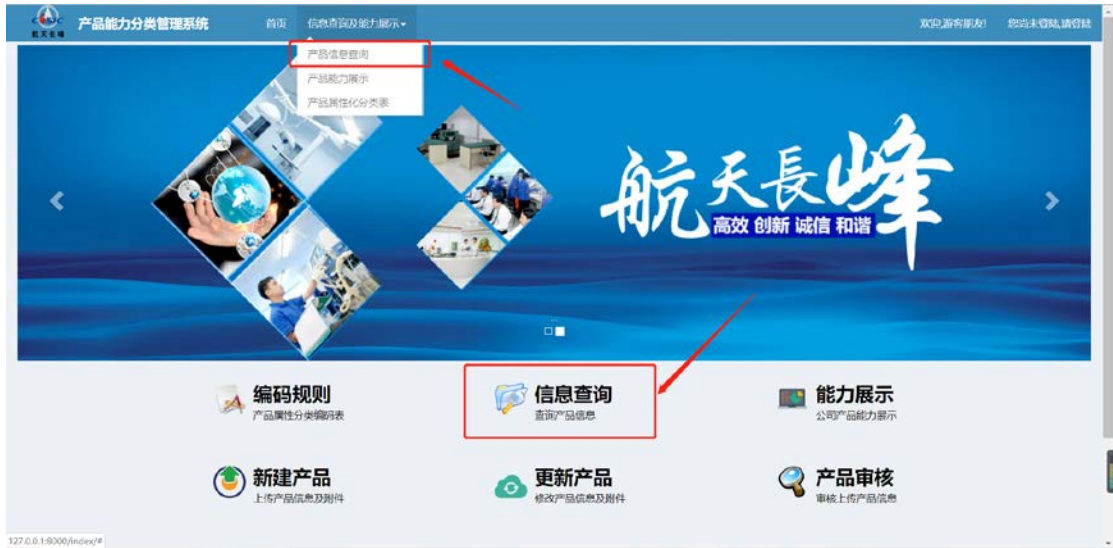 航天长峰
产品能力分类管理系统
首页
信息查询及能力展示
欢迎,游客朋友!
您尚未登陆,请登陆
产品信息查询
产品能力展示
产品属性化分类表
航天長峰
高效 创新 诚信 和谐
编码规则
产品属性分类编码表
信息查询
查询产品信息
能力展示
公司产品能力展示
新建产品
上传产品信息及附件
更新产品
修改产品信息及附件
产品审核
审核上传产品信息
127.0.0.1:9000/index/#